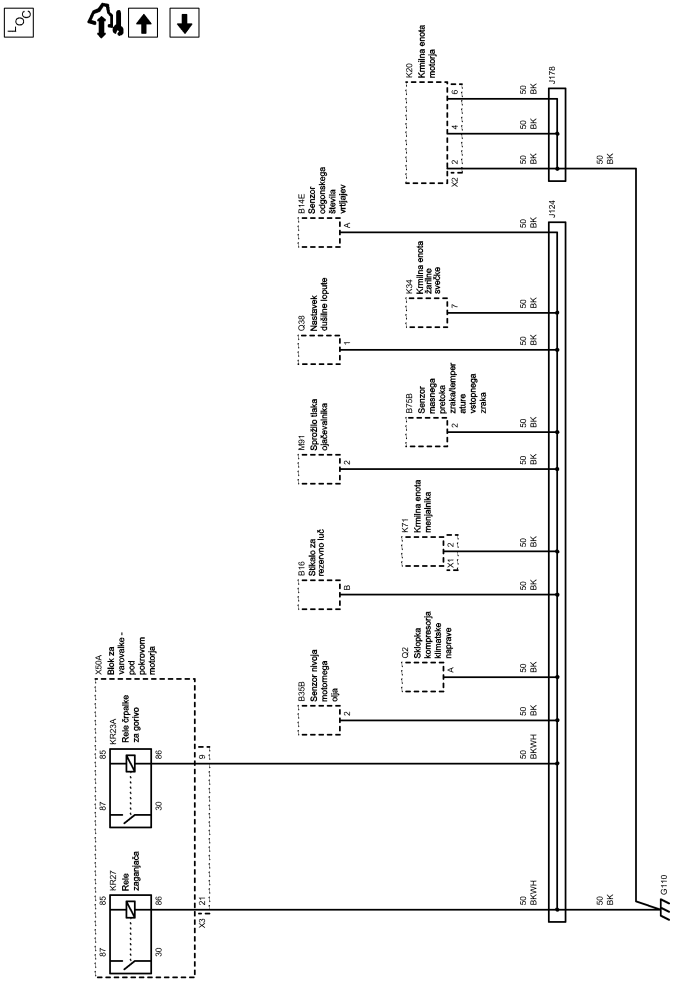 LOC
K20
Krmilna enota
motorja
6
4
2
X2
50
BK
50
BK
50
BK
J178
50
BK
B14E
Senzor
odgonskega
števila
vrtljajev
A
50
BK
J124
K34
Krmilna enota
žarilne
svečke
7
50
BK
Q38
Nastavek
dušilne lopute
1
50
BK
B75B
Senzor
masnega
pretoka
zraka/temper
ature
vstopnega
zraka
2
50
BK
M91
Sprožilo tlaka
ojačevalnika
2
50
BK
K71
Krmilna enota
menjalnika
2
X1
50
BK
B16
Stikalo za
rezervno luč
B
50
BK
Q2
Sklopka
kompresorja
klimatske
naprave
A
50
BK
B35B
Senzor nivoja
motornega
olja
2
50
BK
X50A
Blok za
varovalke -
pod
pokrovom
motorja
KR23A
Rele črpalke
za gorivo
85
86
87
30
9
50
BKWH
KR27
Rele
zaganjača
85
86
87
30
21
X3
50
BKWH
50
BK
G110